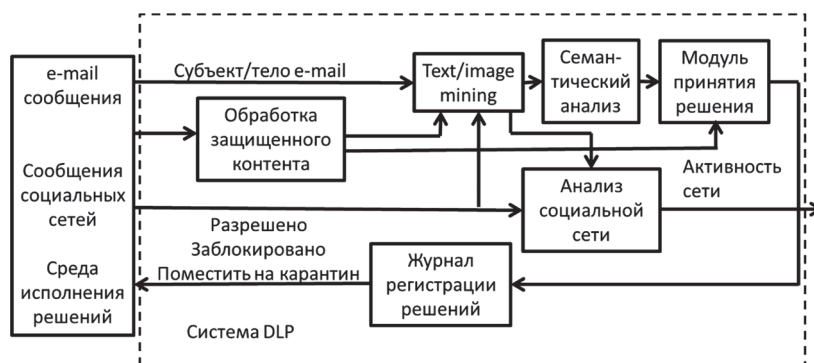 e-mail
сообщения
Сообщения
социальных
сетей
Среда
исполнения
решений
Субъект/тело e-mail
Обработка
защищенного
контента
Text/image
mining
Семан-
тический
анализ
Модуль
принятия
решения
Анализ
социальной
сети
Активность
сети
Разрешено
Заблокировано
Поместить на карантин
Журнал
регистрации
решений
Система DLP